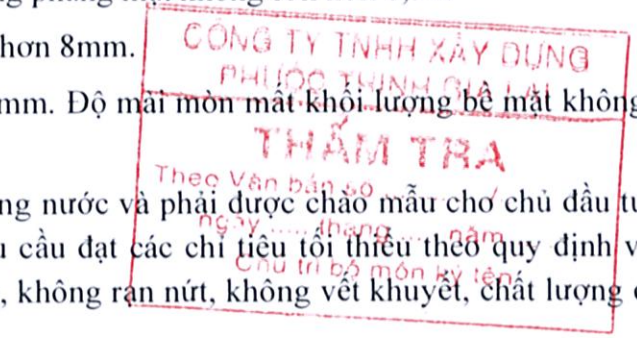 hơn 8mm.
CÔNG TY TNHH XÂY DỰNG
PHƯỚC THỊNH GIA LAI
mm. Độ mài mòn mất khối lượng bề mặt không
THẨM TRA
Theo Văn bản số
ng nước và phải được chào mẫu cho chủ đầu tư
ngày ..... tháng ..... năm
u cầu đạt các chỉ tiêu tối thiểu theo quy định v
Chủ trì bộ môn ký tên
, không rạn nứt, không vết khuyết, chất lượng